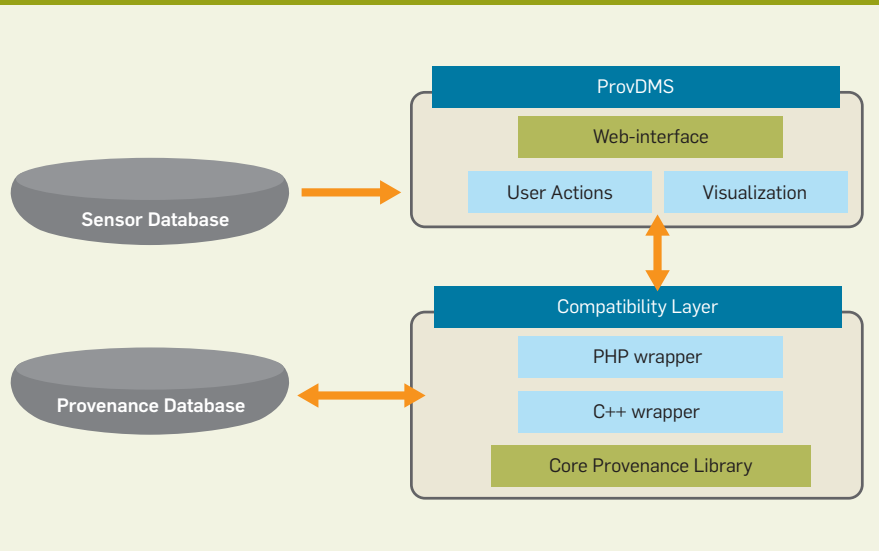 ProvDMS
Web-interface
User Actions
Visualization
Sensor Database
Compatibility Layer
PHP wrapper
C++ wrapper
Core Provenance Library
Provenance Database